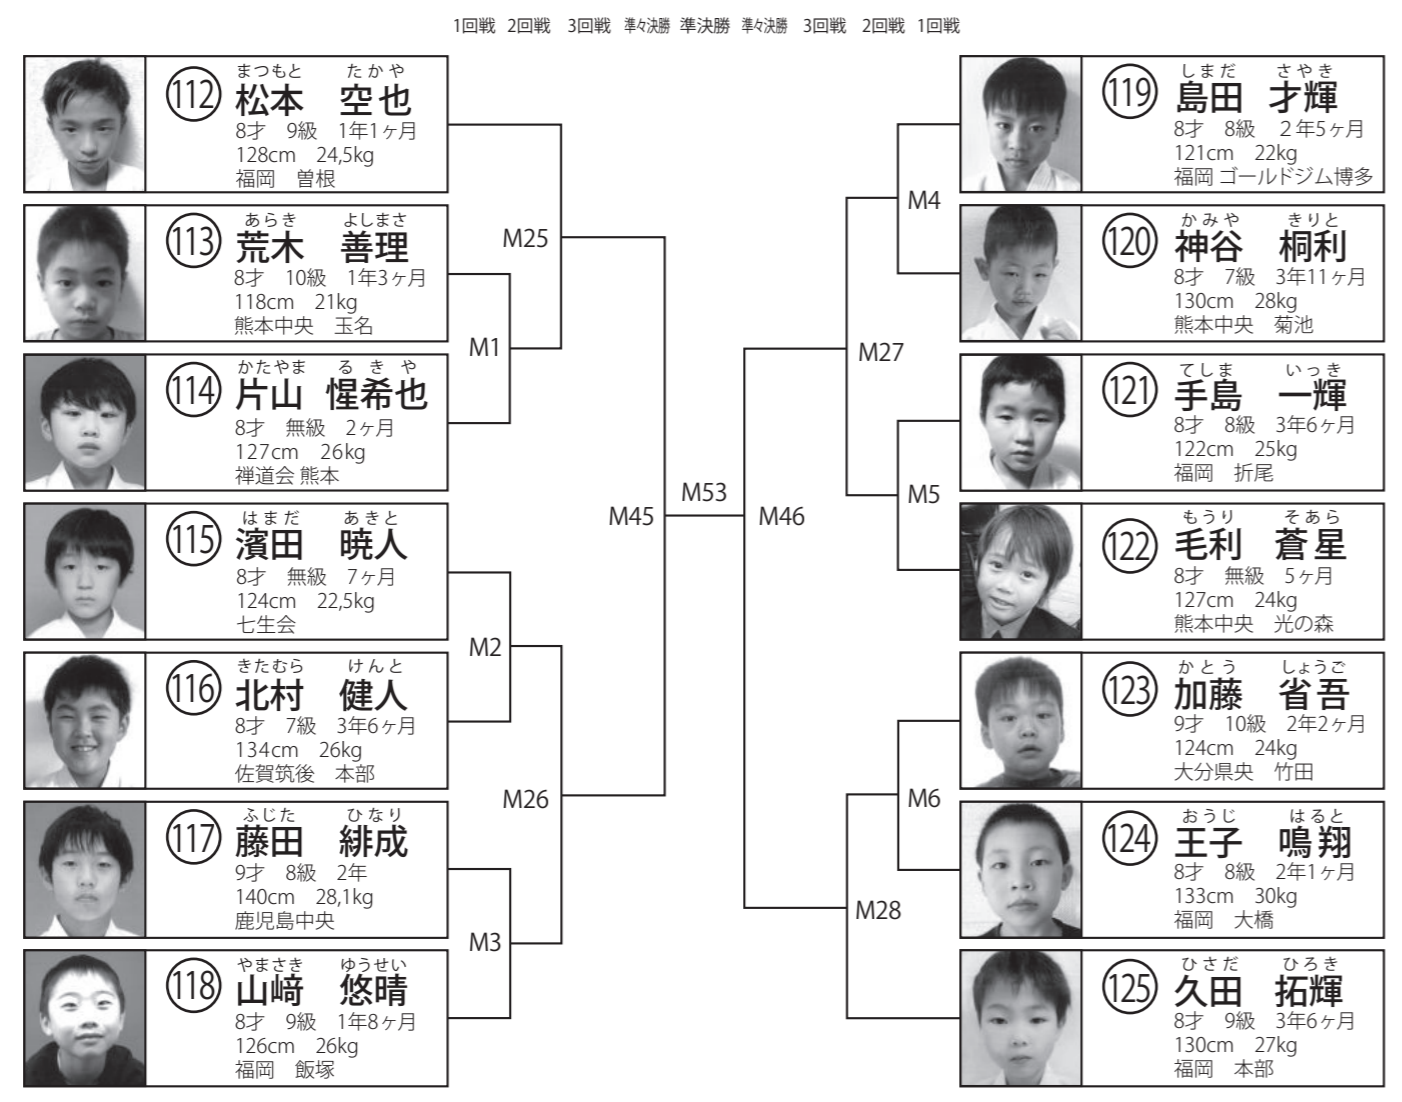 1回戦 2回戦 3回戦 準々決勝 準決勝 準々決勝 3回戦 2回戦 1回戦
112
まつもと たかや
松本 空也
8才 9級 1年1ヶ月
128cm 24,5kg
福岡 曽根
113
あらき よしまさ
荒木 善理
8才 10級 1年3ヶ月
118cm 21kg
熊本中央 玉名
114
かたやま るきや
片山 惺希也
8才 無級 2ヶ月
127cm 26kg
禅道会 熊本
115
はまだ あきと
濱田 暁人
8才 無級 7ヶ月
124cm 22,5kg
七生会
116
きたむら けんと
北村 健人
8才 7級 3年6ヶ月
134cm 26kg
佐賀筑後 本部
117
ふじた ひなり
藤田 緋成
9才 8級 2年
140cm 28,1kg
鹿児島中央
118
やまさき ゆうせい
山﨑 悠晴
8才 9級 1年8ヶ月
126cm 26kg
福岡 飯塚
M25
M1
M2
M26
M3
M45
M53
M46
M4
M27
M5
M6
M28
119
しまだ さやき
島田 才輝
8才 8級 2年5ヶ月
121cm 22kg
福岡 ゴールドジム博多
120
かみや きりと
神谷 桐利
8才 7級 3年11ヶ月
130cm 28kg
熊本中央 菊池
121
てしま いっき
手島 一輝
8才 8級 3年6ヶ月
122cm 25kg
福岡 折尾
122
もうり そあら
毛利 蒼星
8才 無級 5ヶ月
127cm 24kg
熊本中央 光の森
123
かとう しょうご
加藤 省吾
9才 10級 2年2ヶ月
124cm 24kg
大分県央 竹田
124
おうじ はると
王子 鳴翔
8才 8級 2年1ヶ月
133cm 30kg
福岡 大橋
125
ひさだ ひろき
久田 拓輝
8才 9級 3年6ヶ月
130cm 27kg
福岡 本部